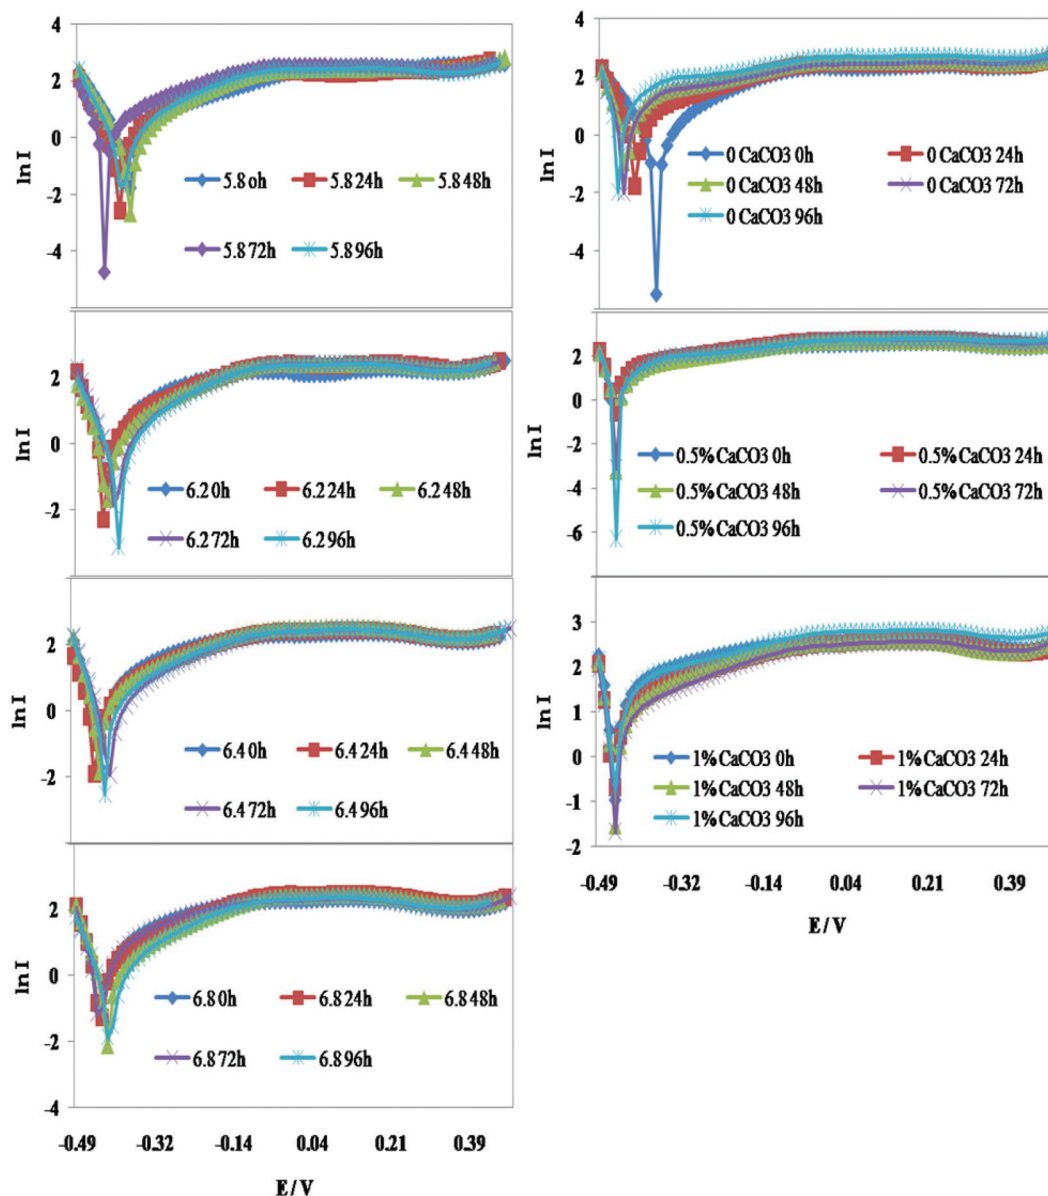 4
2
0
-2
-4
ln I
5.8 0h 5.8 24h 5.8 48h
5.8 72h 5.8 96h
2
0
-2
ln I
6.2 0h 6.2 24h 6.2 48h
6.2 72h 6.2 96h
2
0
-2
ln I
6.4 0h 6.4 24h 6.4 48h
6.4 72h 6.4 96h
2
0
-2
-4
ln I
6.8 0h 6.8 24h 6.8 48h
6.8 72h 6.8 96h
-0.49 -0.32 -0.14 0.04 0.21 0.39
E / V
4
2
0
-2
-4
ln I
0 CaCO3 0h 0 CaCO3 24h
0 CaCO3 48h 0 CaCO3 72h
0 CaCO3 96h
2
0
-2
-4
-6
ln I
0.5% CaCO3 0h 0.5% CaCO3 24h
0.5% CaCO3 48h 0.5% CaCO3 72h
0.5% CaCO3 96h
3
2
1
0
-1
-2
ln I
1% CaCO3 0h 1% CaCO3 24h
1% CaCO3 48h 1% CaCO3 72h
1% CaCO3 96h
-0.49 -0.32 -0.14 0.04 0.21 0.39
E / V